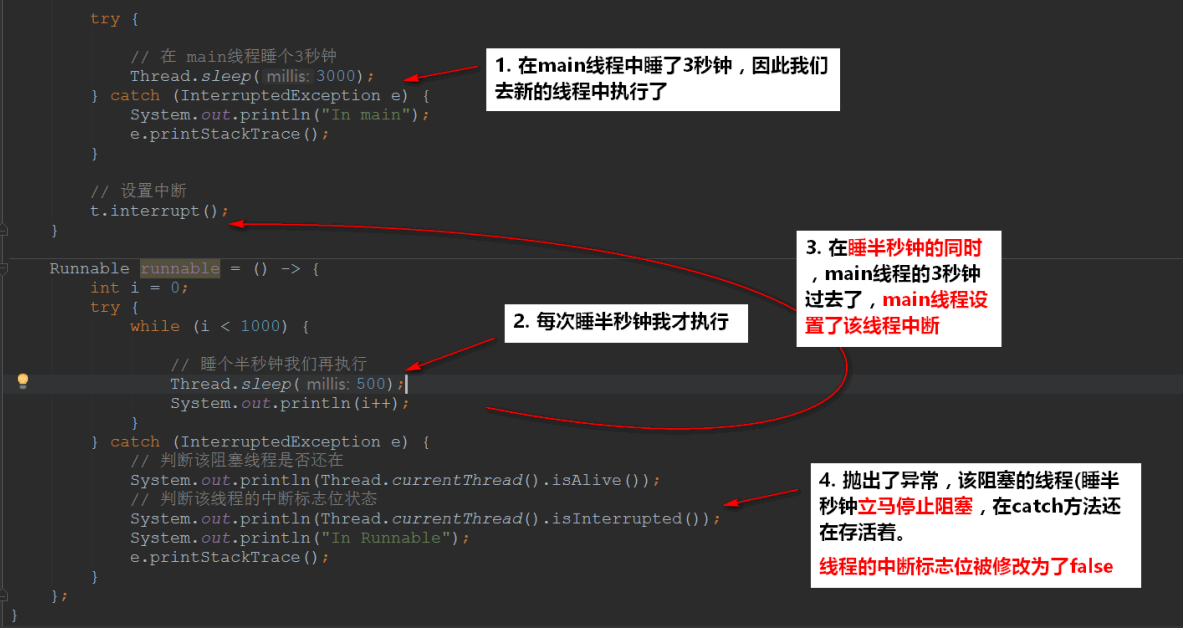 try {
// 在 main线程睡个3秒钟
Thread.sleep( millis: 3000);
} catch (InterruptedException e) {
System.out.println("In main");
e.printStackTrace();
}
// 设置中断
t.interrupt();
}
1. 在main线程中睡了3秒钟，因此我们
去新的线程中执行了
Runnable runnable = () -> {
int i = 0;
try {
while (i < 1000) {
// 睡个半秒钟我们再执行
Thread.sleep( millis: 500);
System.out.println(i++);
}
} catch (InterruptedException e) {
// 判断该阻塞线程是否还在
System.out.println(Thread.currentThread().isAlive());
// 判断该线程的中断标志位状态
System.out.println(Thread.currentThread().isInterrupted());
System.out.println("In Runnable");
e.printStackTrace();
}
};
}
2. 每次睡半秒钟我才执行
3. 在睡半秒钟的同时
，main线程的3秒钟
过去了，main线程设
置了该线程中断
4. 抛出了异常，该阻塞的线程(睡半
秒钟立马停止阻塞，在catch方法还
在存活着。
线程的中断标志位被修改为了false